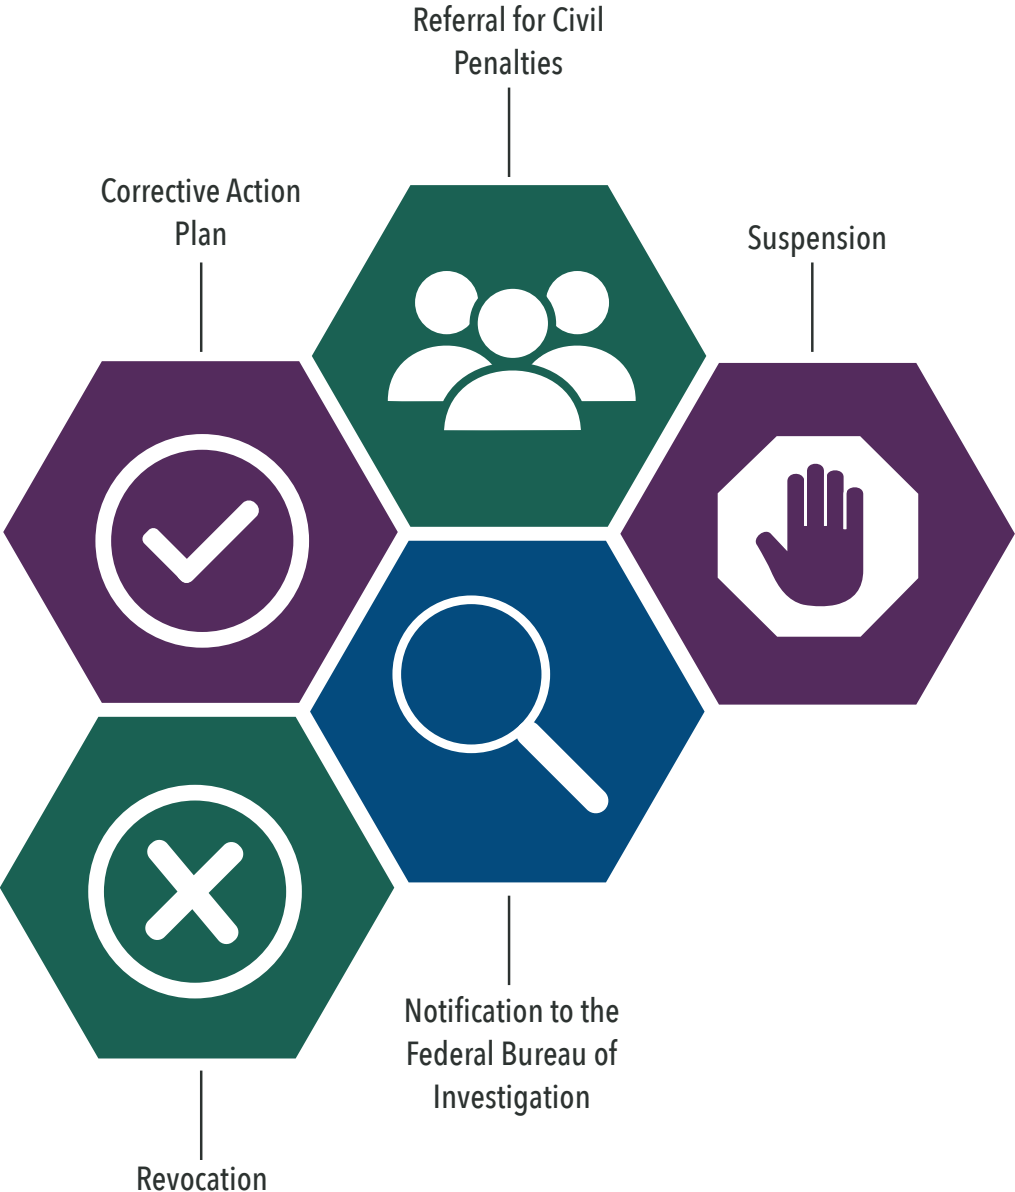 Referral for Civil
Penalties
Corrective Action
Plan
Suspension
Notification to the
Federal Bureau of
Investigation
Revocation